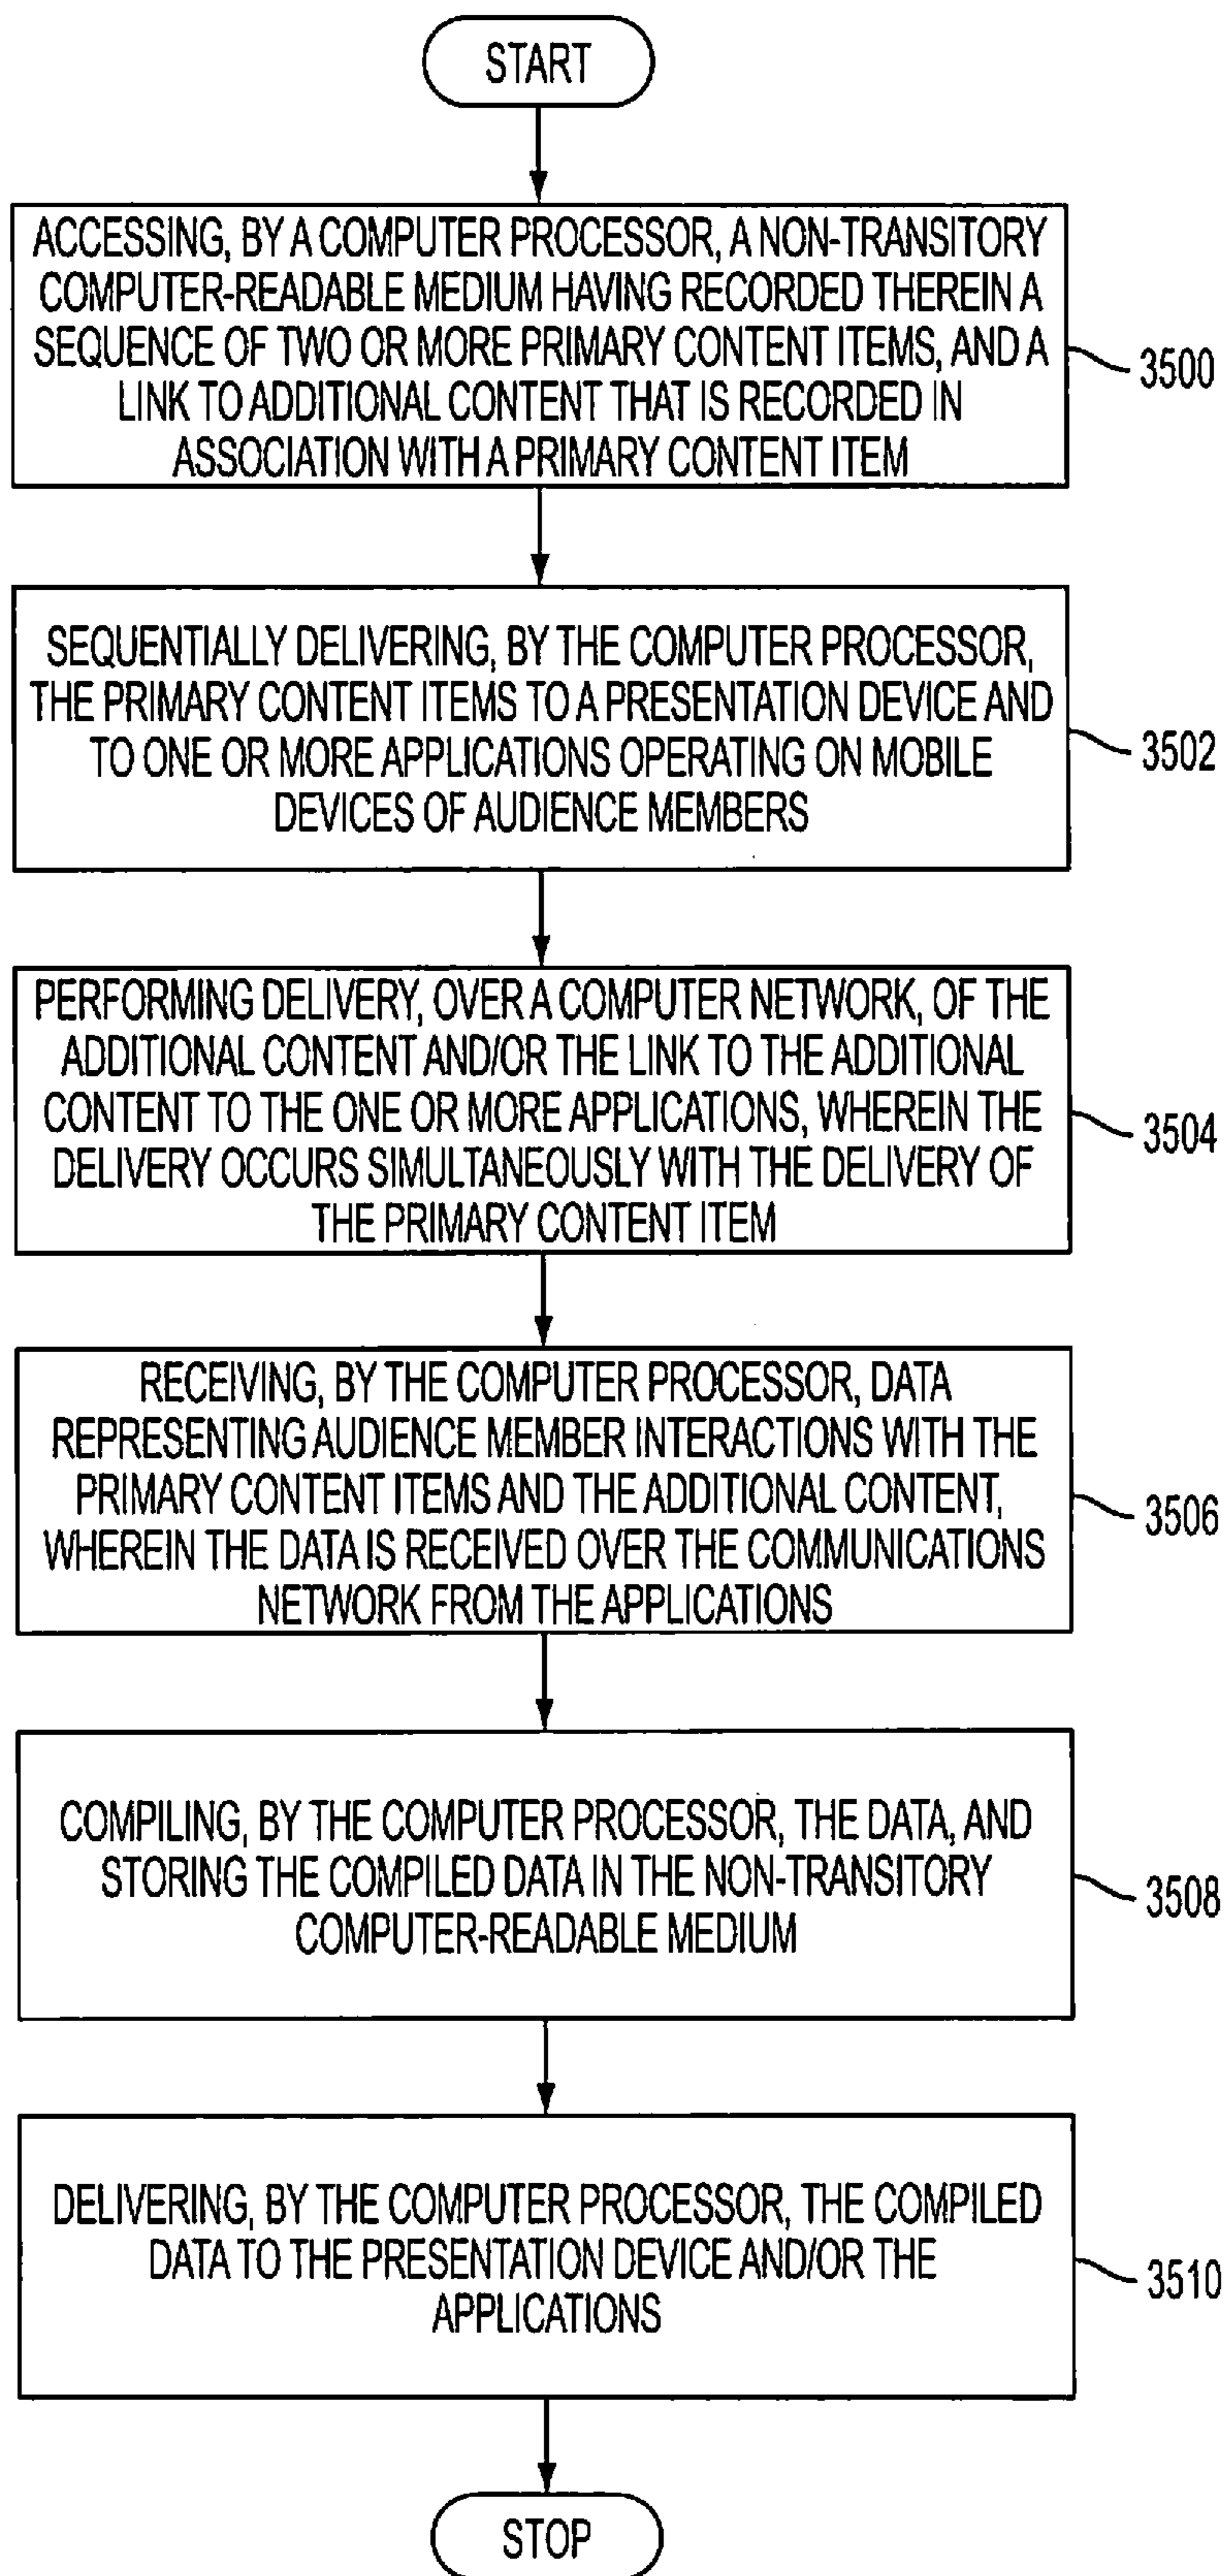 START
ACCESSING, BY A COMPUTER PROCESSOR, A NON-TRANSITORY
COMPUTER-READABLE MEDIUM HAVING RECORDED THEREIN A
SEQUENCE OF TWO OR MORE PRIMARY CONTENT ITEMS, AND A
LINK TO ADDITIONAL CONTENT THAT IS RECORDED IN
ASSOCIATION WITH A PRIMARY CONTENT ITEM
3500
SEQUENTIALLY DELIVERING, BY THE COMPUTER PROCESSOR,
THE PRIMARY CONTENT ITEMS TO A PRESENTATION DEVICE AND
TO ONE OR MORE APPLICATIONS OPERATING ON MOBILE
DEVICES OF AUDIENCE MEMBERS
3502
PERFORMING DELIVERY, OVER A COMPUTER NETWORK, OF THE
ADDITIONAL CONTENT AND/OR THE LINK TO THE ADDITIONAL
CONTENT TO THE ONE OR MORE APPLICATIONS, WHEREIN THE
DELIVERY OCCURS SIMULTANEOUSLY WITH THE DELIVERY OF
THE PRIMARY CONTENT ITEM
3504
RECEIVING, BY THE COMPUTER PROCESSOR, DATA
REPRESENTING AUDIENCE MEMBER INTERACTIONS WITH THE
PRIMARY CONTENT ITEMS AND THE ADDITIONAL CONTENT,
WHEREIN THE DATA IS RECEIVED OVER THE COMMUNICATIONS
NETWORK FROM THE APPLICATIONS
3506
COMPILING, BY THE COMPUTER PROCESSOR, THE DATA, AND
STORING THE COMPILED DATA IN THE NON-TRANSITORY
COMPUTER-READABLE MEDIUM
3508
DELIVERING, BY THE COMPUTER PROCESSOR, THE COMPILED
DATA TO THE PRESENTATION DEVICE AND/OR THE
APPLICATIONS
3510
STOP